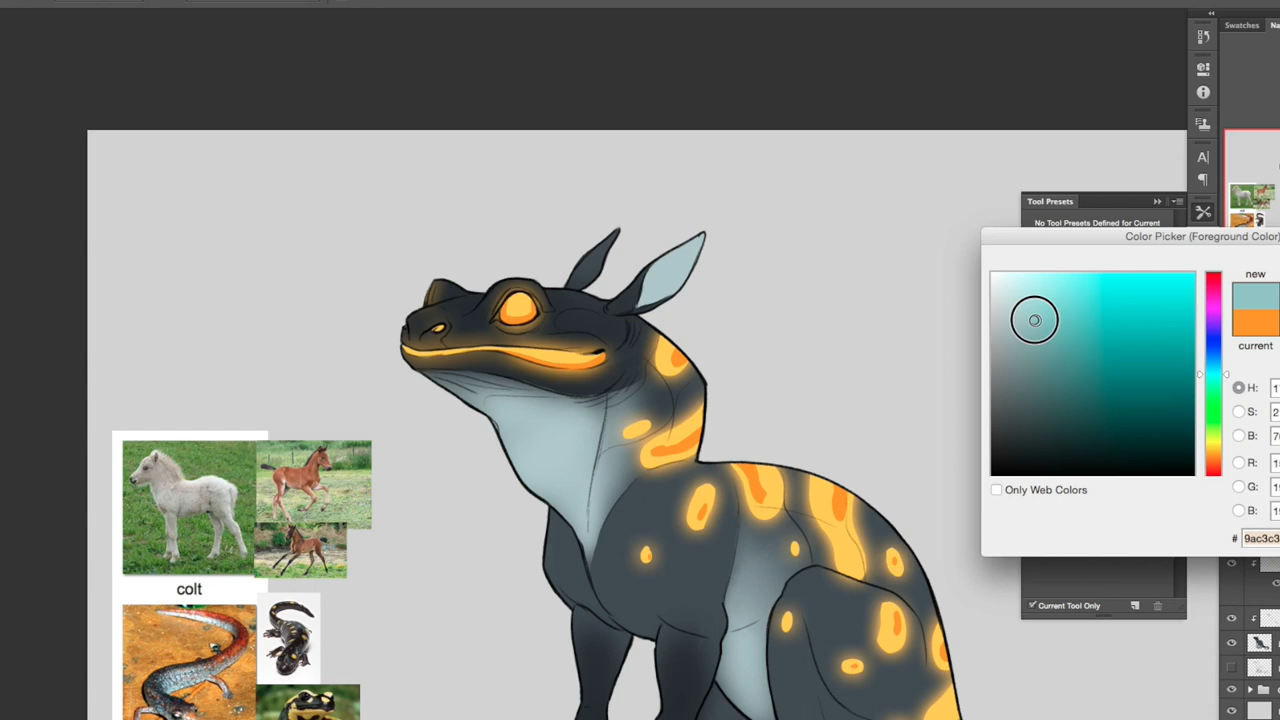 Swatches
Tool Presets
No Tool Presets Defined for Current
Color Picker (Foreground Color)
new
current
H:
S:
B:
R:
G:
B:
Only Web Colors
# 9ac3c3
Current Tool Only
colt